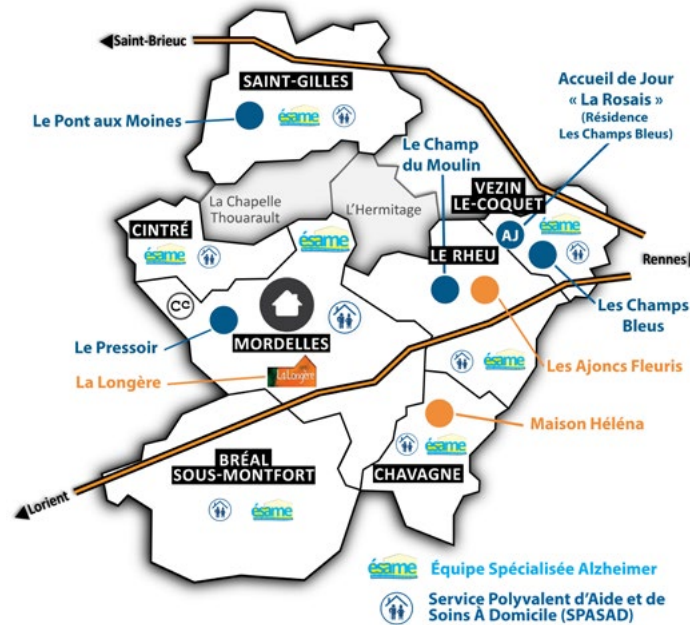 Saint-Brieuc
SAINT-GILLES
Le Pont aux Moines
ésame
Accueil de Jour
« La Rosais »
(Résidence
Les Champs Bleus)
Le Champ
du Moulin
La Chapelle
Thouarault
L'Hermitage
VEZIN
LE-COQUET
AJ
ésame
CINTRÉ
ésame
ésame
LE RHEU
Rennes
Cc
Les Champs
Bleus
Le Pressoir
MORDELLES
La Longère
La Longère
Les Ajoncs Fleuris
ésame
Maison Héléna
BRÉAL
SOUS-MONTFORT
ésame
CHAVAGNE
ésame
Lorient
ésame
Équipe Spécialisée Alzheimer
Service Polyvalent d'Aide et de
Soins À Domicile (SPASAD)